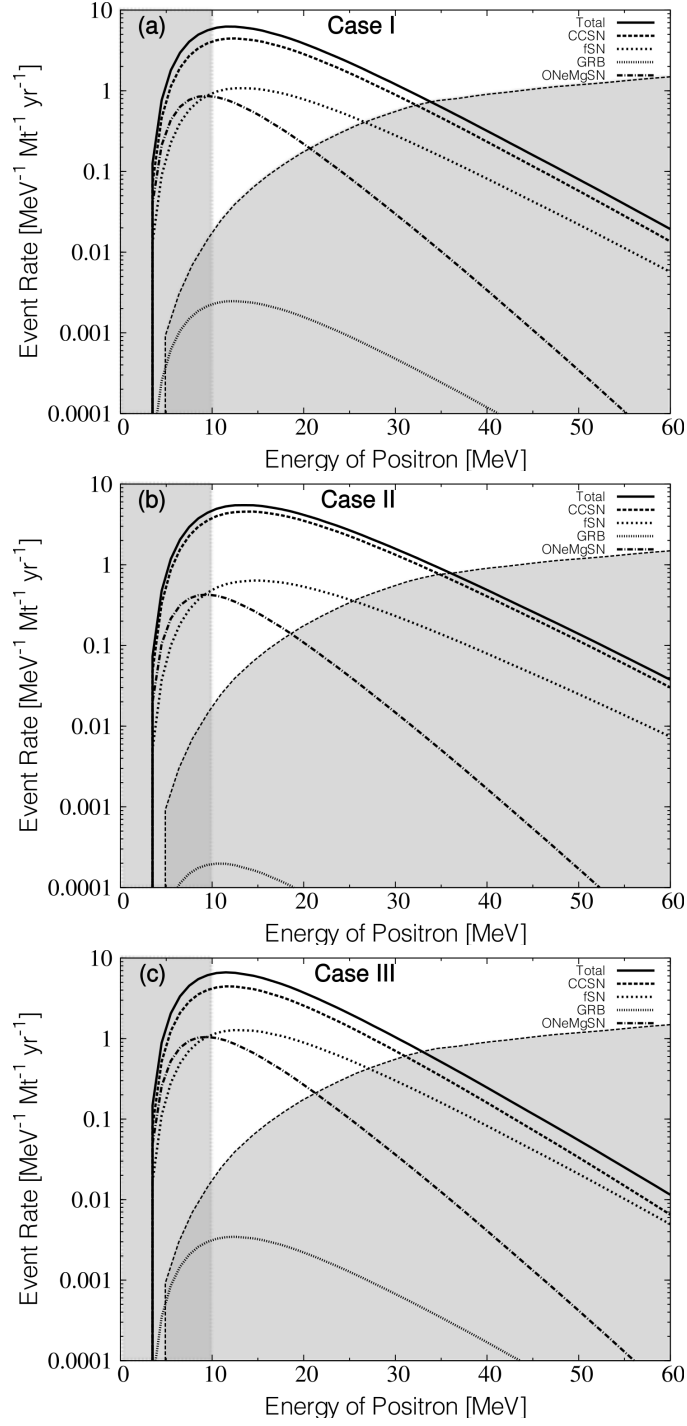 (a) Case I
Total
CCSN
fSN
GRB
ONeMgSN
10
1
0.1
0.01
0.001
0.0001
Event Rate [MeV⁻¹ Mt⁻¹ yr⁻¹]
0 10 20 30 40 50 60
Energy of Positron [MeV]
(b) Case II
Total
CCSN
fSN
GRB
ONeMgSN
10
1
0.1
0.01
0.001
0.0001
Event Rate [MeV⁻¹ Mt⁻¹ yr⁻¹]
0 10 20 30 40 50 60
Energy of Positron [MeV]
(c) Case III
Total
CCSN
fSN
GRB
ONeMgSN
10
1
0.1
0.01
0.001
0.0001
Event Rate [MeV⁻¹ Mt⁻¹ yr⁻¹]
0 10 20 30 40 50 60
Energy of Positron [MeV]